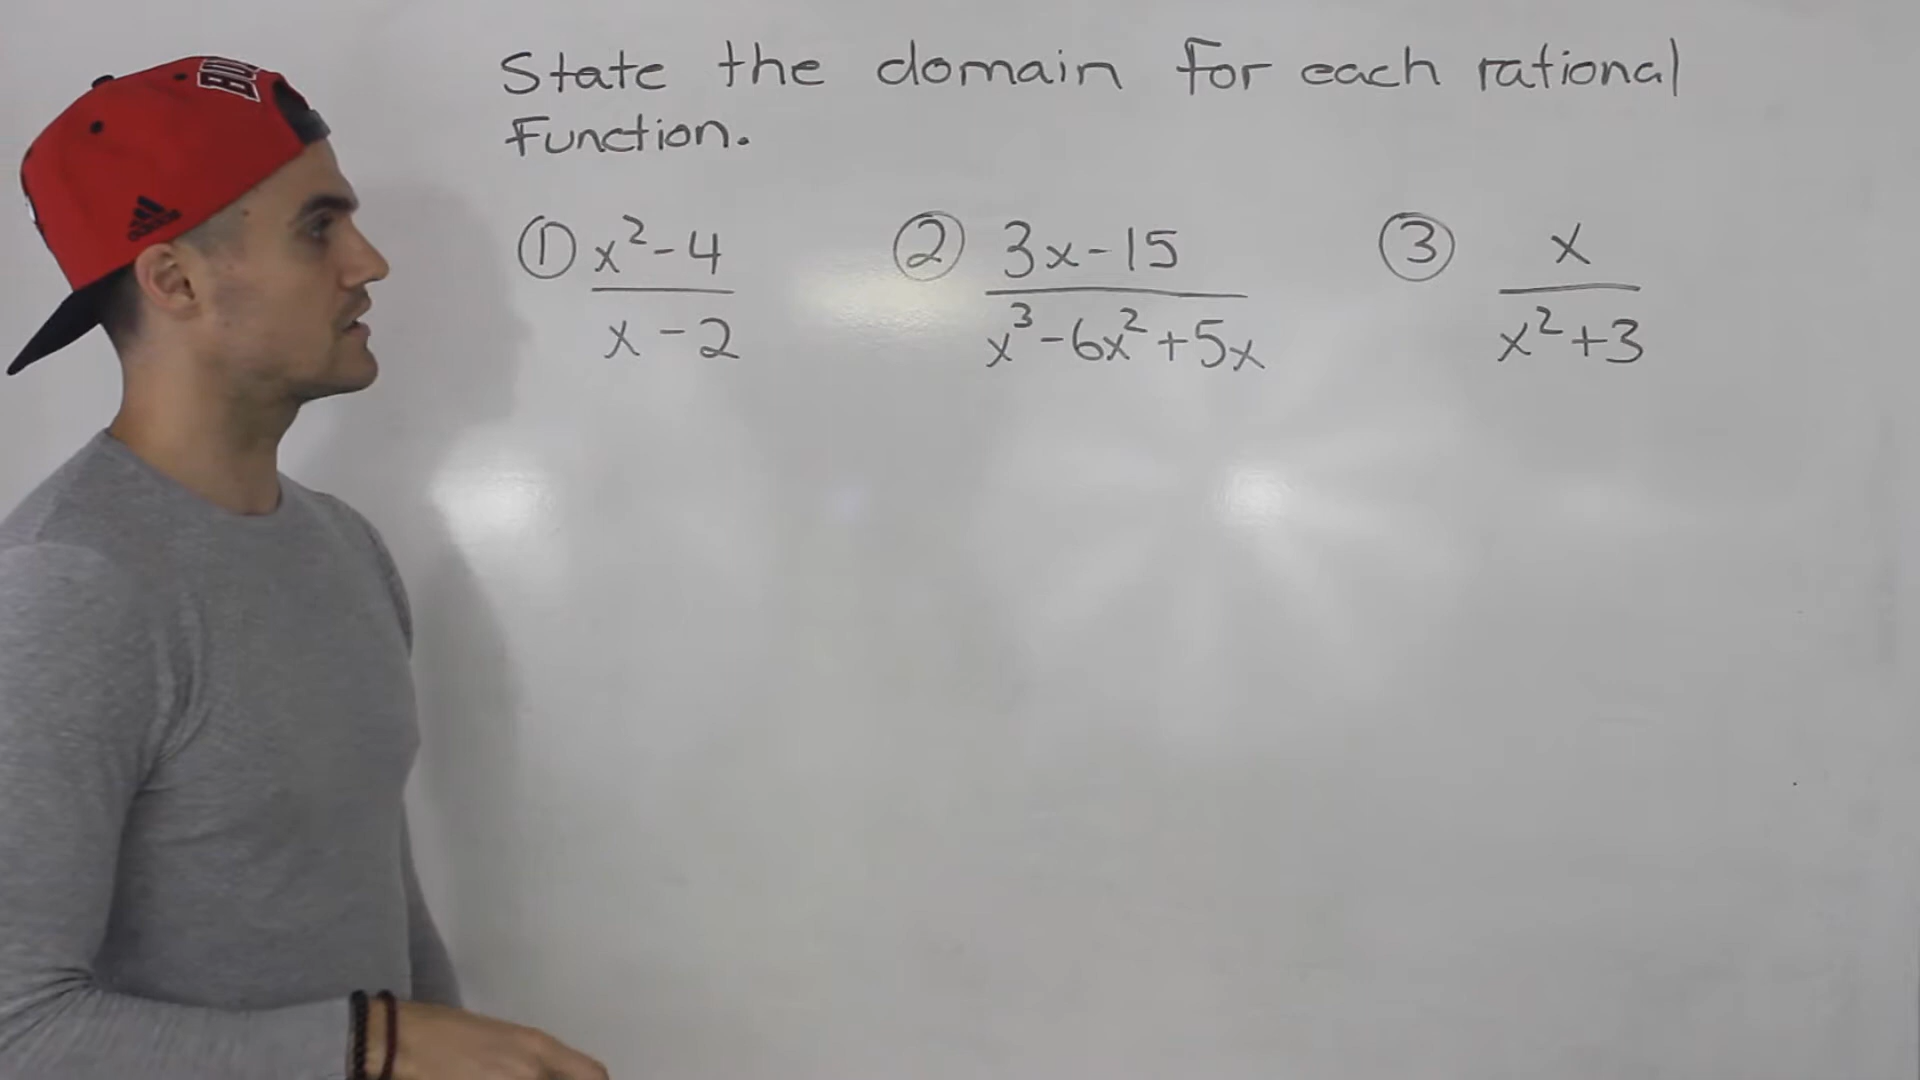 State the domain for each rational
function.
① x²-4 / x-2
② 3x-15 / x³-6x²+5x
③ x / x²+3